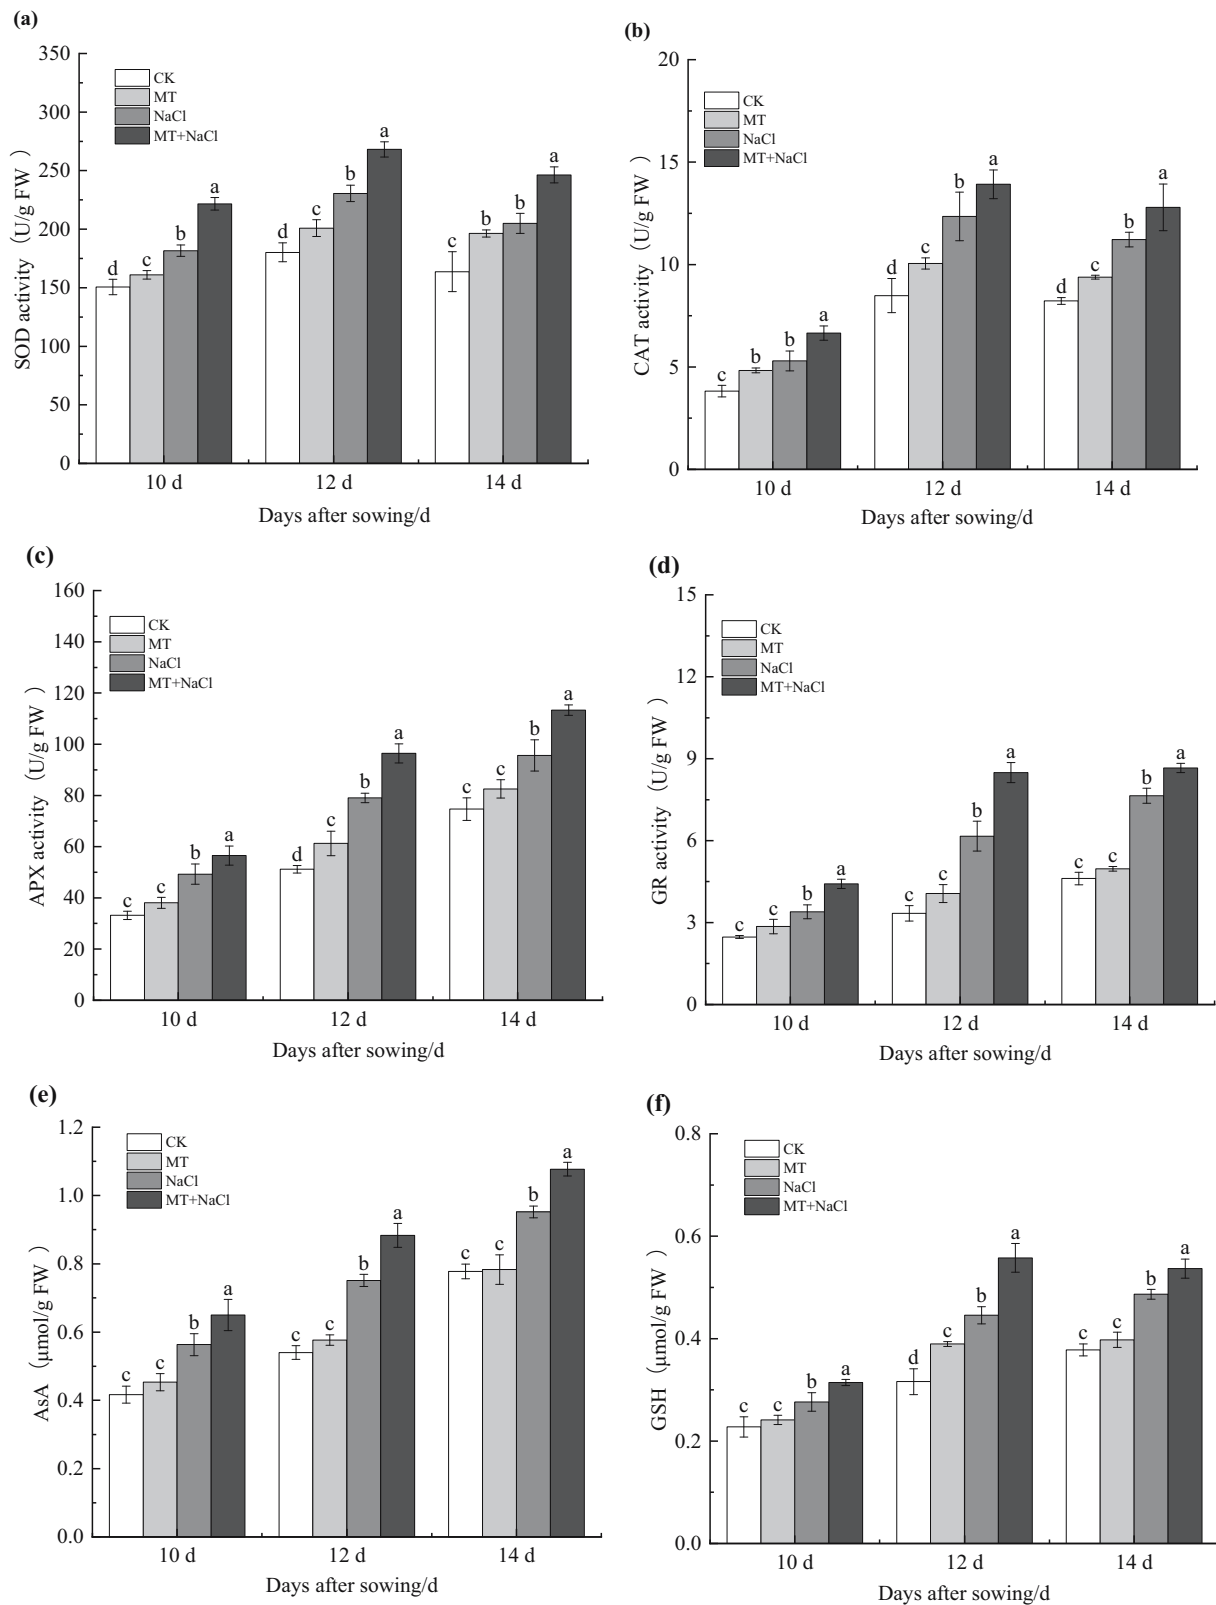 (a)
350
300
250
200
150
100
50
0
SOD activity（U/g FW ）
CK
MT
NaCl
MT+NaCl
d c b a
d c b a
c b b a
10 d 12 d 14 d
Days after sowing/d
(b)
20
15
10
5
0
CAT activity（U/g FW ）
CK
MT
NaCl
MT+NaCl
c b b a
d c b a
d c b a
10 d 12 d 14 d
Days after sowing/d
(c)
160
140
120
100
80
60
40
20
0
APX activity（U/g FW ）
CK
MT
NaCl
MT+NaCl
c c b a
d c b a
c c b a
10 d 12 d 14 d
Days after sowing/d
(d)
15
12
9
6
3
0
GR activity（U/g FW ）
CK
MT
NaCl
MT+NaCl
c c b a
c c b a
c c b a
10 d 12 d 14 d
Days after sowing/d
(e)
1.2
1.0
0.8
0.6
0.4
0.2
0.0
AsA（μmol/g FW ）
CK
MT
NaCl
MT+NaCl
c c b a
c c b a
c c b a
10 d 12 d 14 d
Days after sowing/d
(f)
0.8
0.6
0.4
0.2
0.0
GSH（μmol/g FW ）
CK
MT
NaCl
MT+NaCl
c c b a
d c b a
c c b a
10 d 12 d 14 d
Days after sowing/d